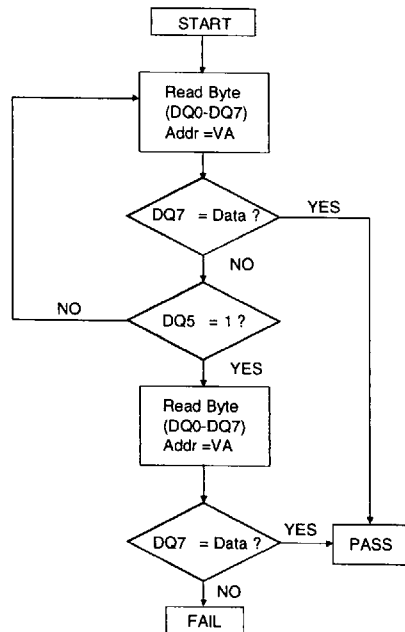 START
Read Byte
(DQ0-DQ7)
Addr =VA
DQ7 = Data ?
YES
NO
NO
DQ5 = 1 ?
YES
Read Byte
(DQ0-DQ7)
Addr =VA
DQ7 = Data ?
YES
PASS
NO
FAIL